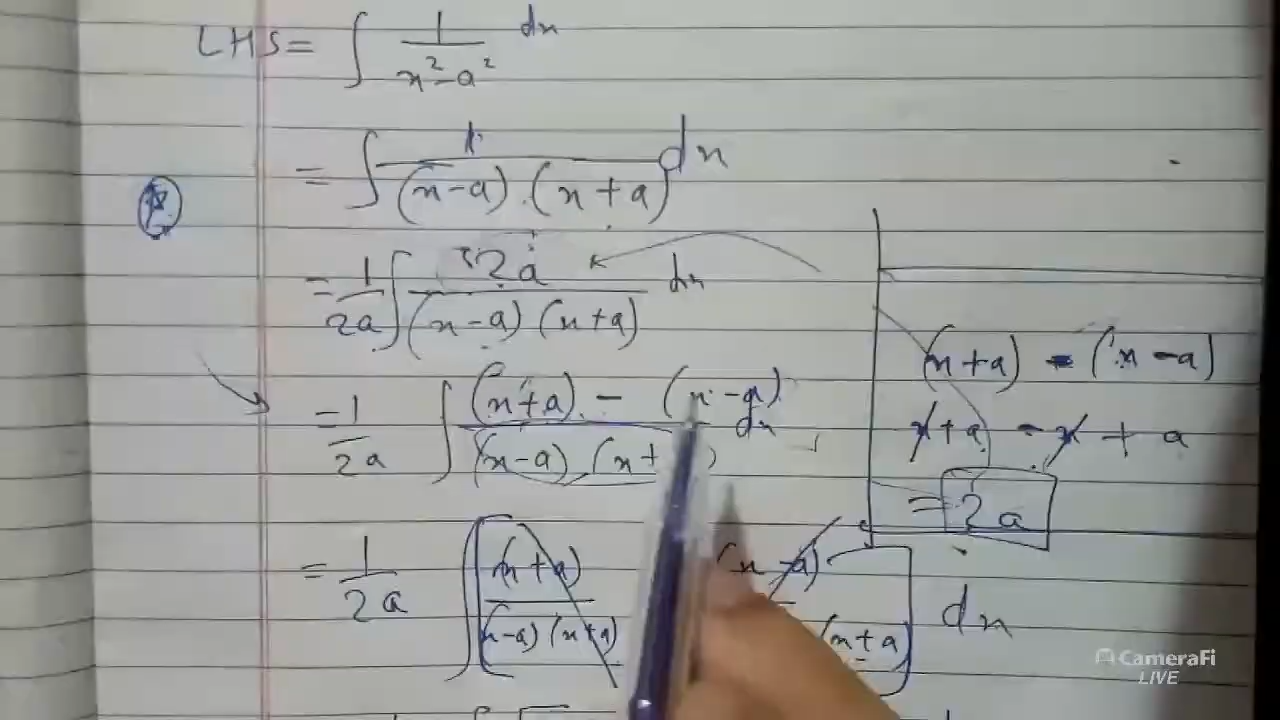 LHS = ∫ 1/(x² - a²) dx
= ∫ 1/((x-a).(x+a)) dx
= 1/2a ∫ 2a/((x-a)(x+a)) dx
(x+a) - (x-a)
= 1/2a ∫ ((x+a) - (x-a))/((x-a).(x+ dx
x+a - x + a
= 2a
= 1/2a ∫ [(x+a)/(x-a)(x+a) (x-a)/ (x+a)] dx
CameraFi
LIVE